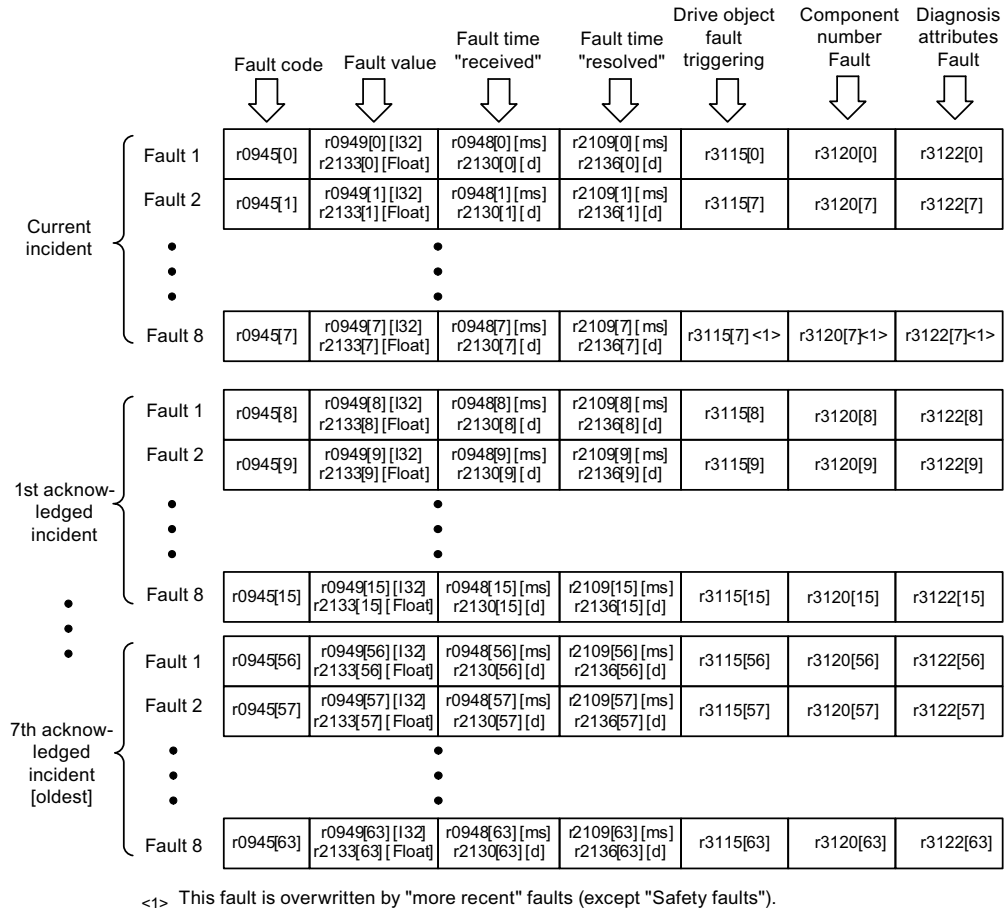 Fault code
Fault value
Fault time
"received"
Fault time
"resolved"
Drive object
fault
triggering
Component
number
Fault
Diagnosis
attributes
Fault
Current
incident
Fault 1
r0945[0]
r0949[0][I32]
r2133[0][Float]
r0948[0][ms]
r2130[0][d]
r2109[0][ms]
r2136[0][d]
r3115[0]
r3120[0]
r3122[0]
Fault 2
r0945[1]
r0949[1][I32]
r2133[1][Float]
r0948[1][ms]
r2130[1][d]
r2109[1][ms]
r2136[1][d]
r3115[7]
r3120[7]
r3122[7]
Fault 8
r0945[7]
r0949[7][I32]
r2133[7][Float]
r0948[7][ms]
r2130[7][d]
r2109[7][ms]
r2136[7][d]
r3115[7]<1>
r3120[7]<1>
r3122[7]<1>
1st acknow-
ledged
incident
Fault 1
r0945[8]
r0949[8][I32]
r2133[8][Float]
r0948[8][ms]
r2130[8][d]
r2109[8][ms]
r2136[8][d]
r3115[8]
r3120[8]
r3122[8]
Fault 2
r0945[9]
r0949[9][I32]
r2133[9][Float]
r0948[9][ms]
r2130[9][d]
r2109[9][ms]
r2136[9][d]
r3115[9]
r3120[9]
r3122[9]
Fault 8
r0945[15]
r0949[15][I32]
r2133[15][Float]
r0948[15][ms]
r2130[15][d]
r2109[15][ms]
r2136[15][d]
r3115[15]
r3120[15]
r3122[15]
7th acknow-
ledged
incident
[oldest]
Fault 1
r0945[56]
r0949[56][I32]
r2133[56][Float]
r0948[56][ms]
r2130[56][d]
r2109[56][ms]
r2136[56][d]
r3115[56]
r3120[56]
r3122[56]
Fault 2
r0945[57]
r0949[57][I32]
r2133[57][Float]
r0948[57][ms]
r2130[57][d]
r2109[57][ms]
r2136[57][d]
r3115[57]
r3120[57]
r3122[57]
Fault 8
r0945[63]
r0949[63][I32]
r2133[63][Float]
r0948[63][ms]
r2130[63][d]
r2109[63][ms]
r2136[63][d]
r3115[63]
r3120[63]
r3122[63]
<1> This fault is overwritten by "more recent" faults (except "Safety faults").